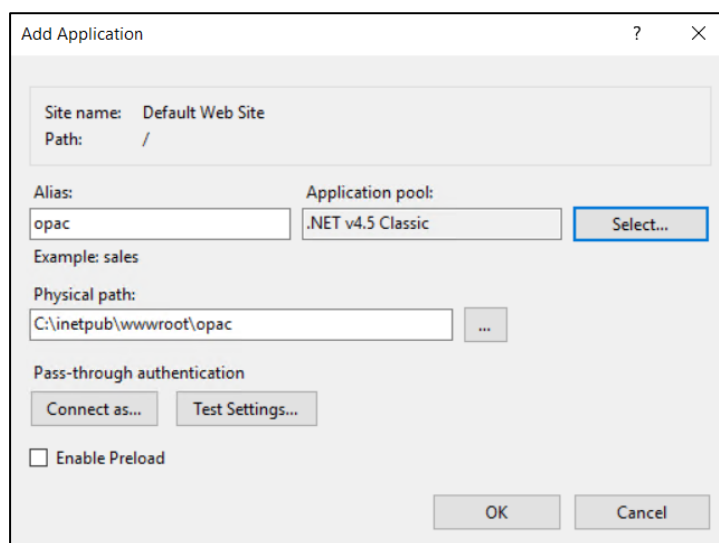 Add Application
?
Site name: Default Web Site
Path: /
Alias:
Application pool:
opac
.NET v4.5 Classic
Select...
Example: sales
Physical path:
C:\inetpub\wwwroot\opac
...
Pass-through authentication
Connect as...
Test Settings...
Enable Preload
OK
Cancel